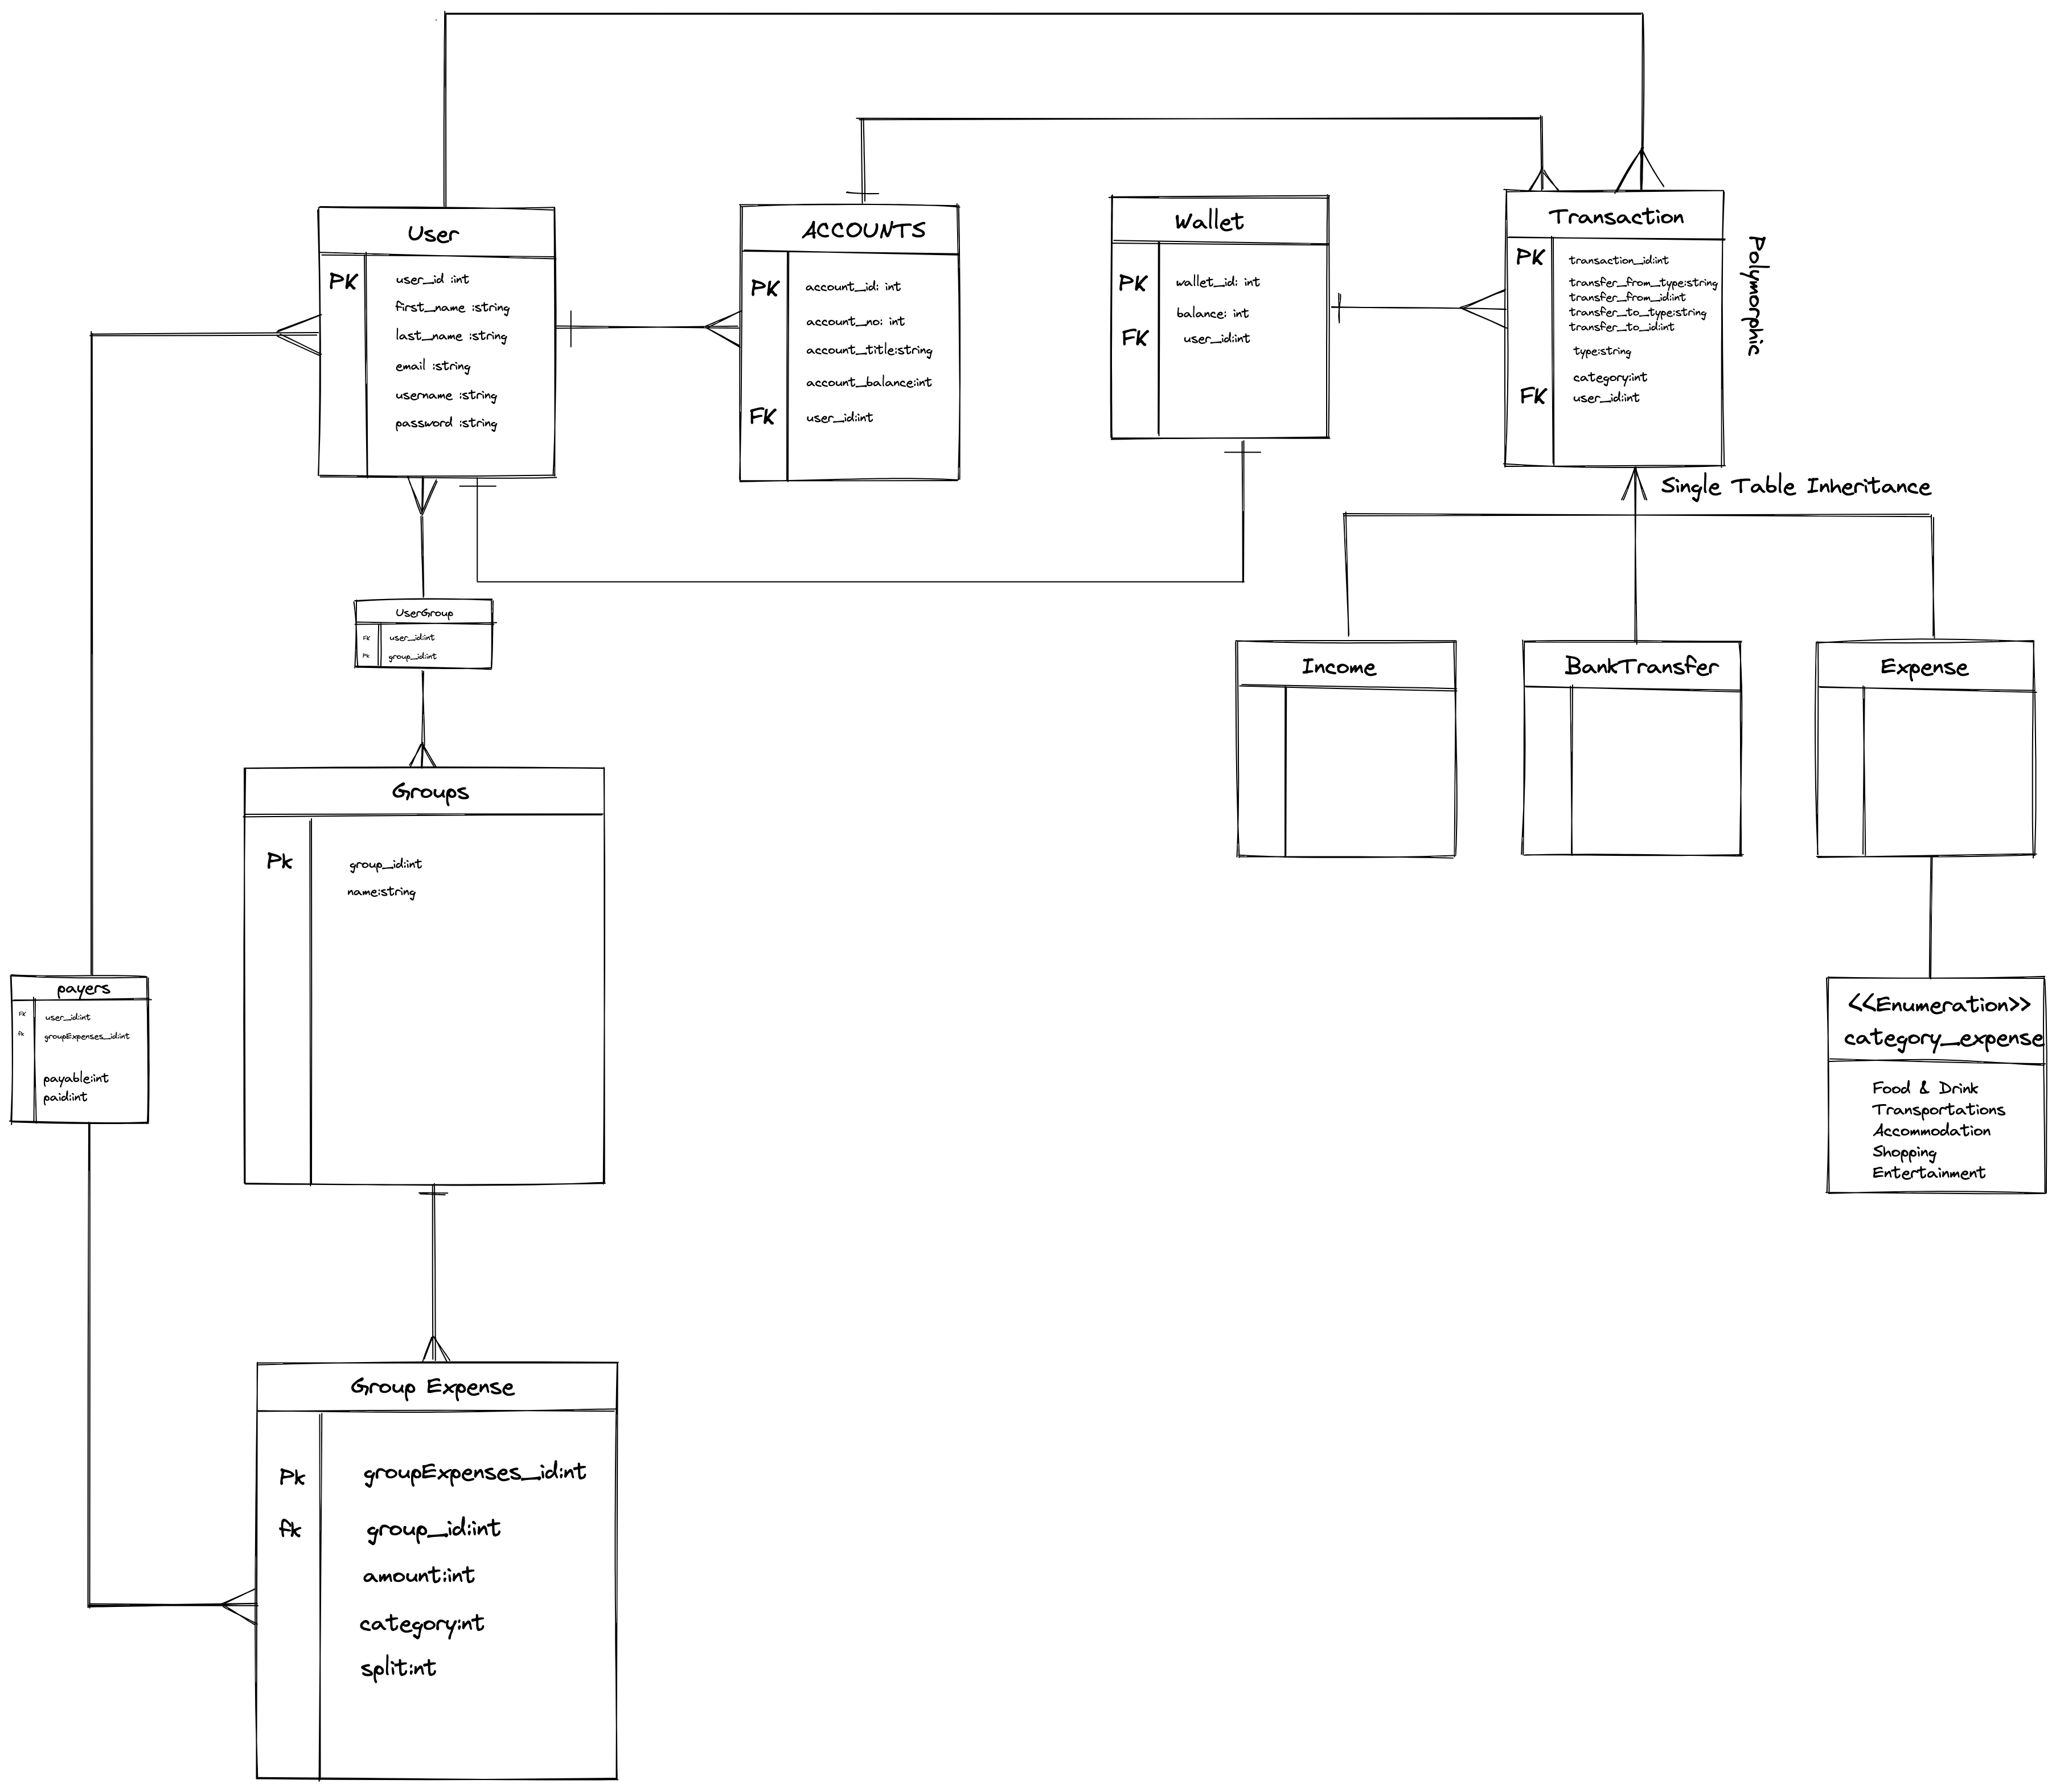 User
PK
user_id :int
first_name :string
last_name :string
email :string
username :string
password :string
ACCOUNTS
PK
account_id: int
account_no: int
account_title:string
account_balance:int
FK
user_id:int
Wallet
PK
wallet_id: int
balance: int
FK
user_id:int
Transaction
PK
transaction_id:int
transfer_from_type:string
transfer_from_id:int
transfer_to_type:string
transfer_to_id:int
type:string
category:int
FK
user_id:int
Polymorphic
Single Table Inheritance
UserGroup
FK
user_id:int
Pk
group_id:int
Income
BankTransfer
Expense
Groups
Pk
group_id:int
name:string
payers
FK
user_id:int
fk
groupExpenses_id:int
payable:int
paid:int
<<Enumeration>>
category_expense
Food & Drink
Transportations
Accommodation
Shopping
Entertainment
Group Expense
Pk
groupExpenses_id:int
fk
group_id:int
amount:int
category:int
split:int